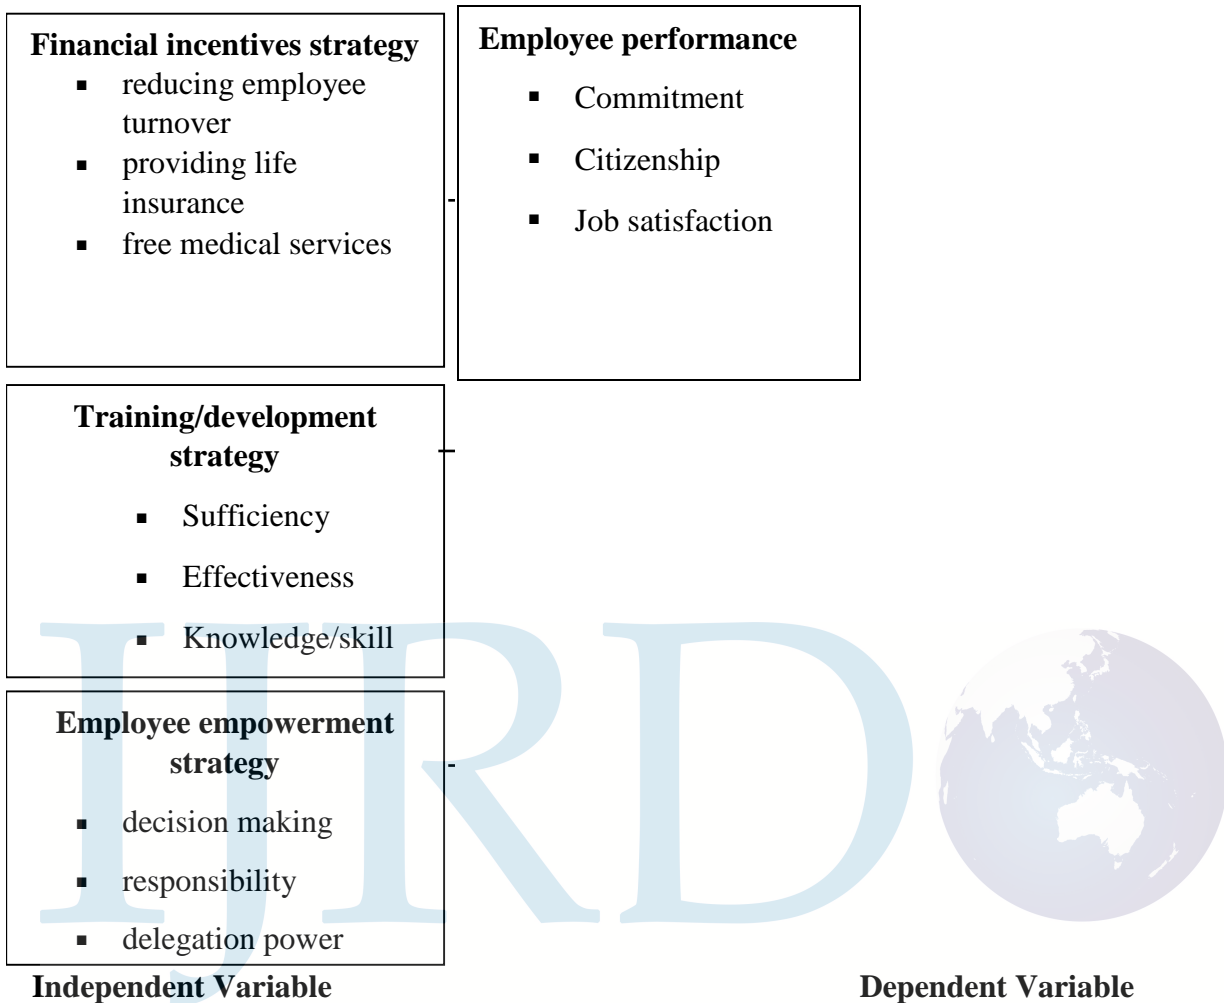 Financial incentives strategy
▪ reducing employee
turnover
▪ providing life
insurance
▪ free medical services
Employee performance
▪ Commitment
▪ Citizenship
▪ Job satisfaction
Training/development
strategy
▪ Sufficiency
▪ Effectiveness
▪ Knowledge/skill
Employee empowerment
strategy
▪ decision making
▪ responsibility
▪ delegation power
Independent Variable
Dependent Variable
IJRD